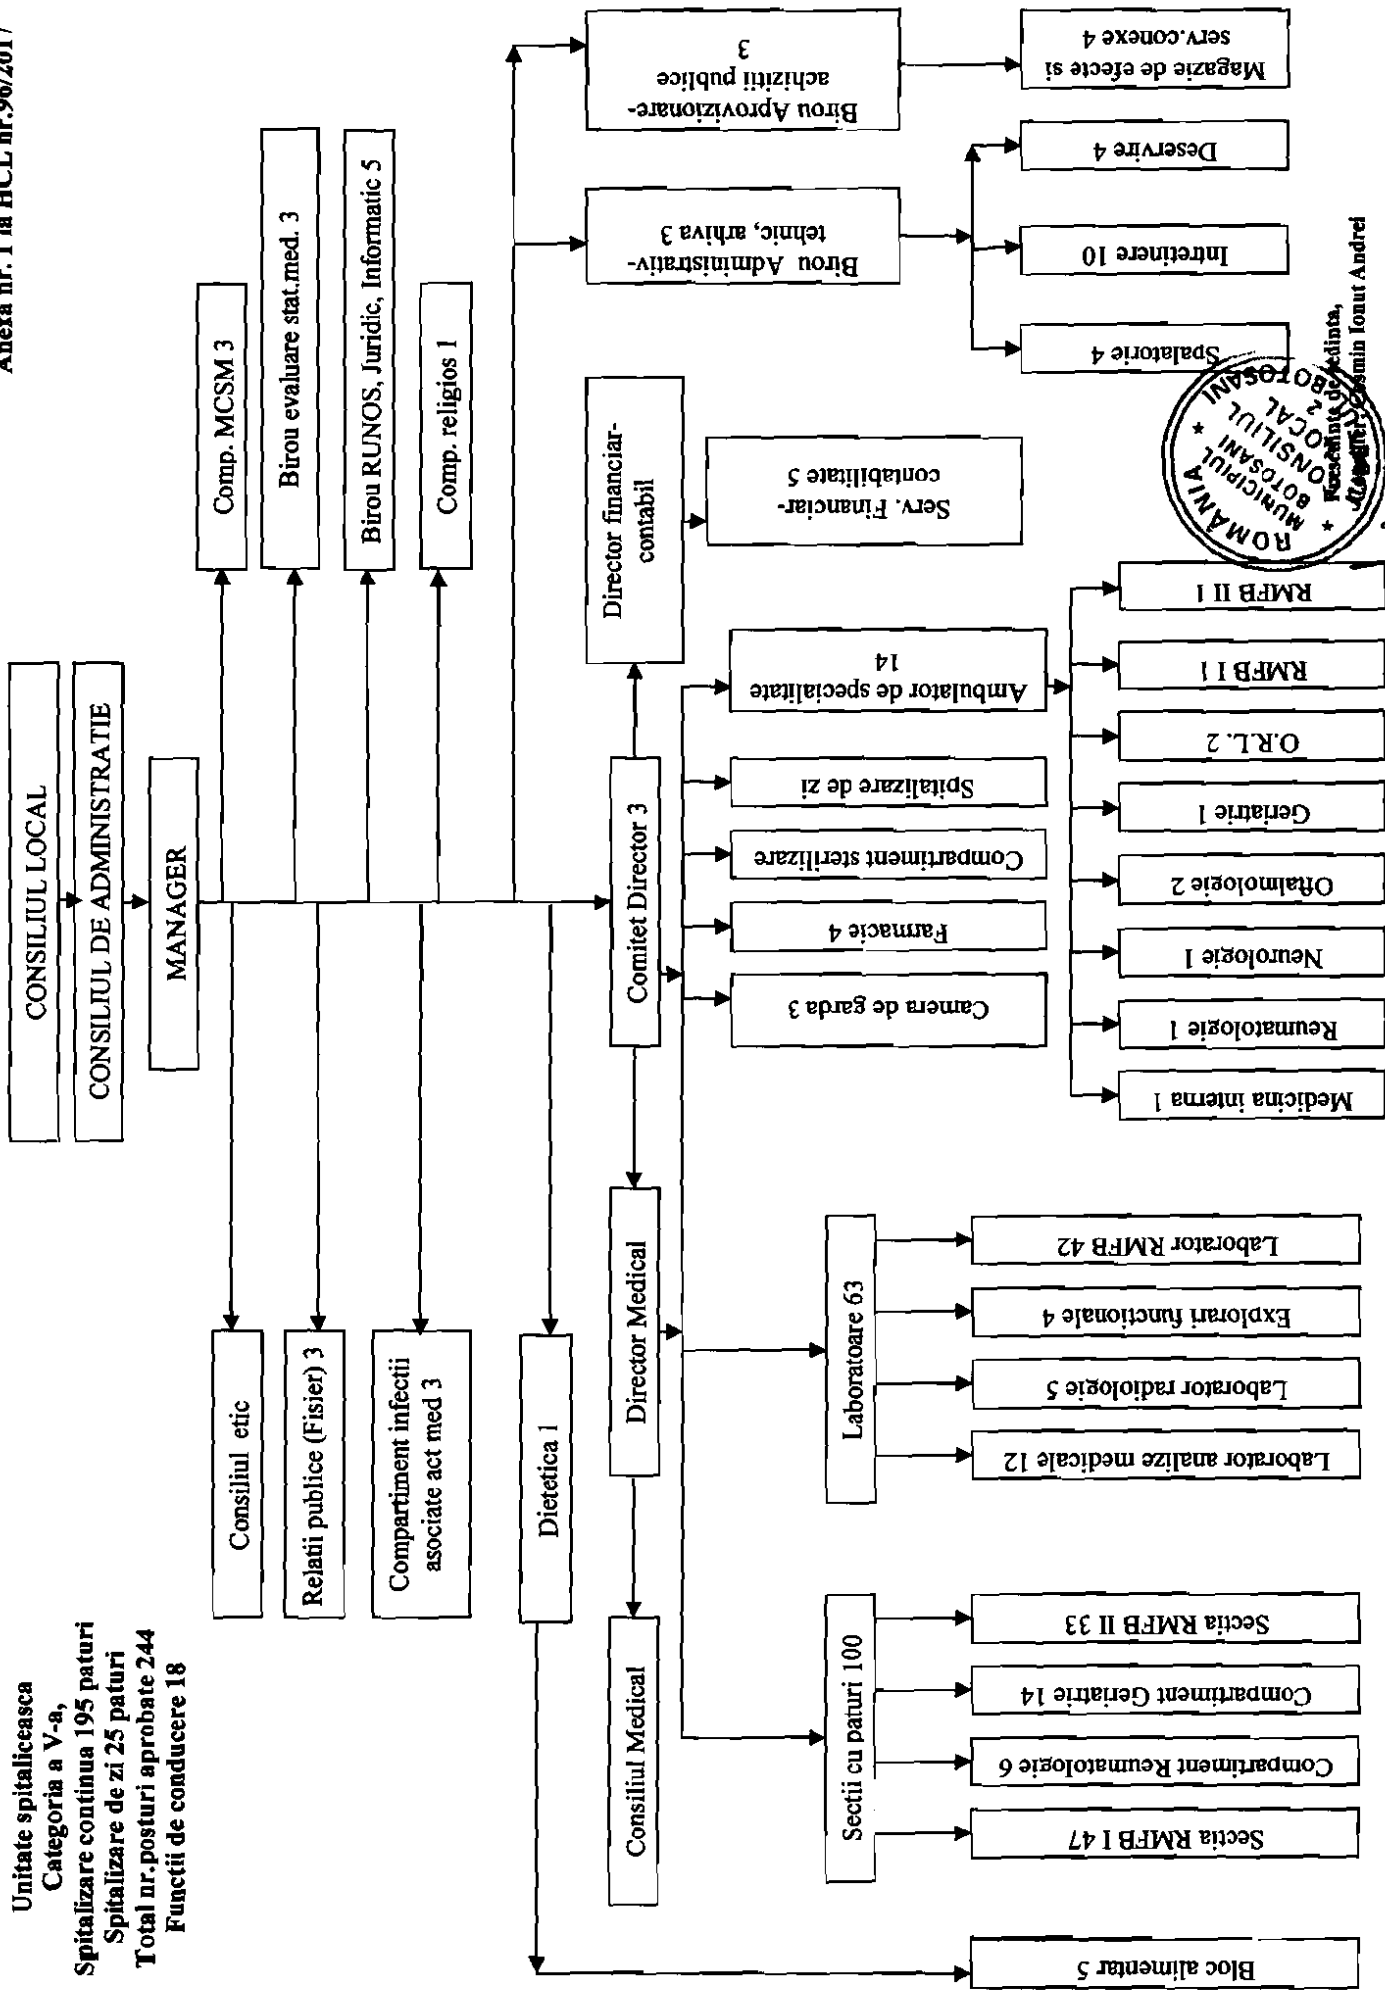 Anexa nr. 1 la HCL nr.96/2017
Unitate spitaliceasca
Categoria a V-a,
Spitalizare continua 195 paturi
Spitalizare de zi 25 paturi
Total nr.posturi aprobate 244
Functii de conducere 18
CONSILIUL LOCAL
CONSILIUL DE ADMINISTRATIE
MANAGER
Consiliul etic
Relatii publice (Fisier) 3
Compartiment infectii
asociate act med 3
Dietetica 1
Comp. MCSM 3
Birou evaluare stat.med. 3
Birou RUNOS, Juridic, Informatic 5
Comp. religios 1
Consiliul Medical
Director Medical
Comitet Director 3
Director financiar-
contabil
Birou Administrativ-
tehnic, arhiva 3
Birou Aprovizionare-
achizitii publice
3
Serv. Financiar-
contabilitate 5
Camera de garda 3
Farmacie 4
Compartiment sterilizare
Spitalizare de zi
Ambulator de specialitate
14
Sectii cu paturi 100
Laboratoare 63
Bloc alimentar 5
Sectia RMFB I 47
Compartiment Reumatologie 6
Compartiment Geriatrie 14
Sectia RMFB II 33
Laborator analize medicale 12
Laborator radiologie 5
Explorari functionale 4
Laborator RMFB 42
Spalatorie 4
Intretinere 10
Deservire 4
Magazie de efecte si
serv.conexe 4
Medicina interna 1
Reumatologie 1
Neurologie 1
Oftalmologie 2
Geriatrie 1
O.R.L. 2
RMFB I 1
RMFB II 1
ROMANIA
MUNICIPIUL
BOTOSANI
CONSILIUL
LOCAL
2
BOTOSANI
Ionut Andrei